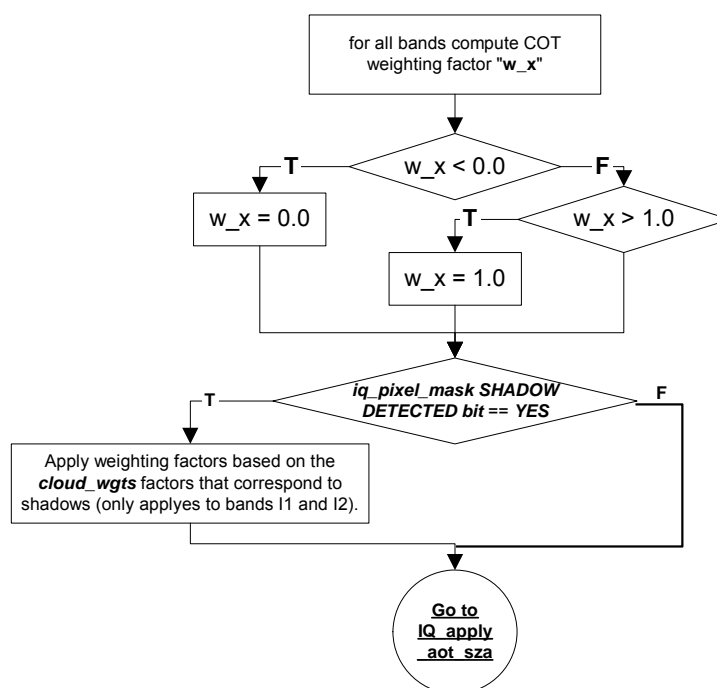 for all bands compute COT
weighting factor "w_x"
T
w_x < 0.0
F
w_x = 0.0
T
w_x > 1.0
w_x = 1.0
iq_pixel_mask SHADOW
DETECTED bit == YES
T
F
Apply weighting factors based on the
cloud_wgts factors that correspond to
shadows (only applyes to bands I1 and I2).
Go to
IQ_apply
_aot_sza